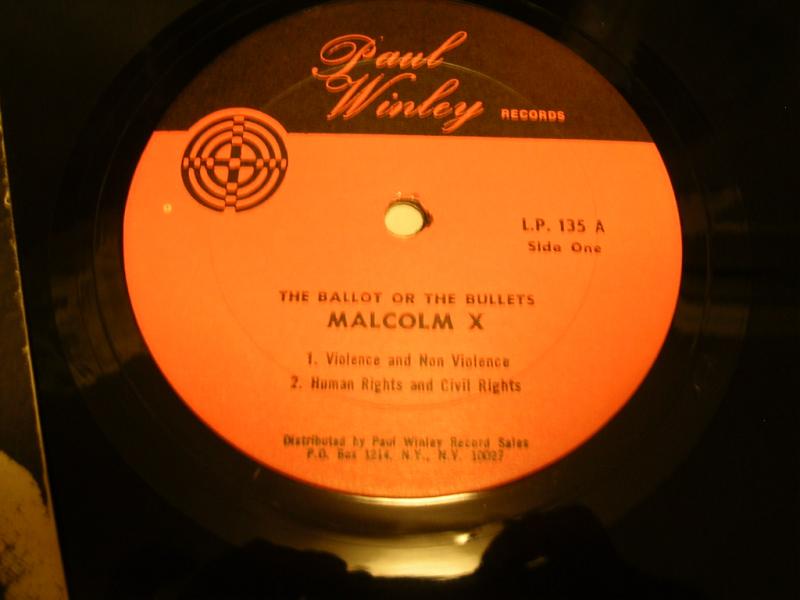 Paul
Winley RECORDS
L.P. 135 A
Side One
THE BALLOT OR THE BULLETS
MALCOLM X
1. Violence and Non Violence
2. Human Rights and Civil Rights
Distributed by Paul Winley Record Sales
P.O. Box 1214, N.Y., N.Y. 10027